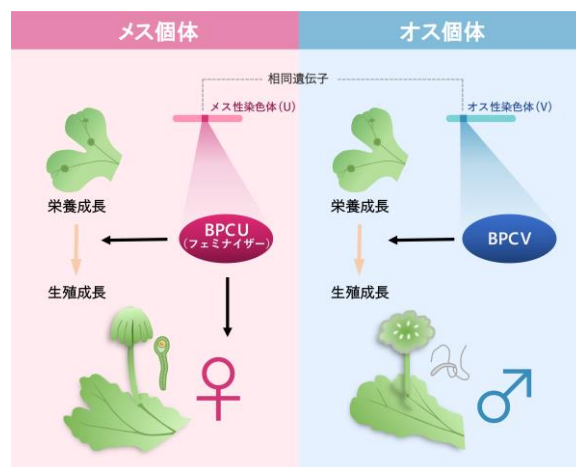 メス個体
オス個体
相同遺伝子
メス性染色体(U)
オス性染色体(V)
栄養成長
BPCU
(フェミナイザー)
栄養成長
BPCV
生殖成長
生殖成長